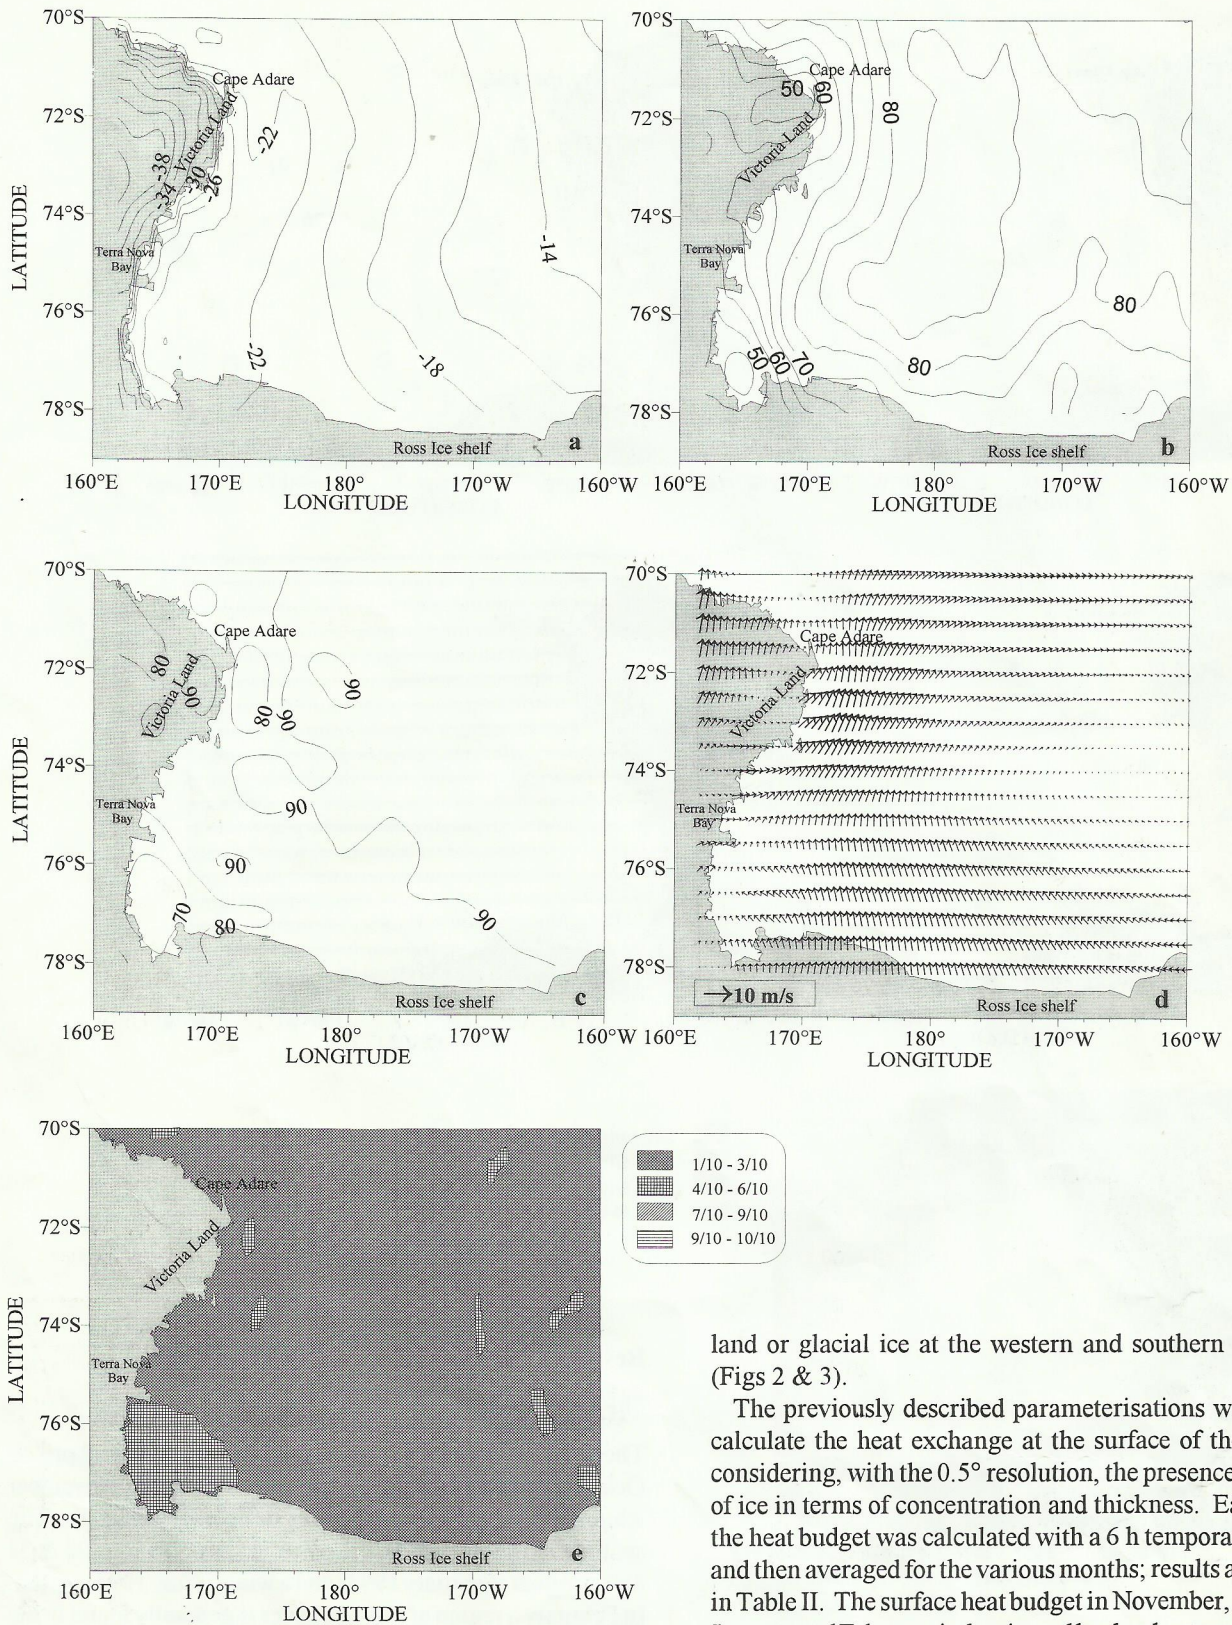 70°S
72°S
74°S
76°S
78°S
LATITUDE
Cape Adare
Victoria Land
-38
-34
-30
-26
-22
-22
-18
-14
Terra Nova
Bay
Ross Ice shelf
a
160°E 170°E 180° 170°W 160°W
LONGITUDE
70°S
72°S
74°S
76°S
78°S
Cape Adare
50
60
80
Victoria Land
Terra Nova
Bay
50
60
70
80
80
Ross Ice shelf
b
170°E 180° 170°W 160°W
LONGITUDE
70°S
72°S
74°S
76°S
78°S
LATITUDE
Cape Adare
80
90
Victoria Land
80
90
90
90
Terra Nova
Bay
90
70
80
90
Ross Ice shelf
c
160°E 170°E 180° 170°W 160°W
LONGITUDE
70°S
72°S
74°S
76°S
78°S
Cape Adare
Victoria Land
Terra Nova
Bay
10 m/s
Ross Ice shelf
d
160°E 170°E 180° 170°W 160°W
LONGITUDE
70°S
72°S
74°S
76°S
78°S
LATITUDE
Cape Adare
Victoria Land
Terra Nova
Bay
Ross Ice shelf
e
160°E 170°E 180° 170°W 160°W
LONGITUDE
1/10 - 3/10
4/10 - 6/10
7/10 - 9/10
9/10 - 10/10
land or glacial ice at the western and southern
(Figs 2 & 3).
The previously described parameterisations
calculate the heat exchange at the surface of
considering, with the 0.5° resolution, the presence
of ice in terms of concentration and thickness.
the heat budget was calculated with a 6 h
and then averaged for the various months; results
in Table II. The surface heat budget in November,